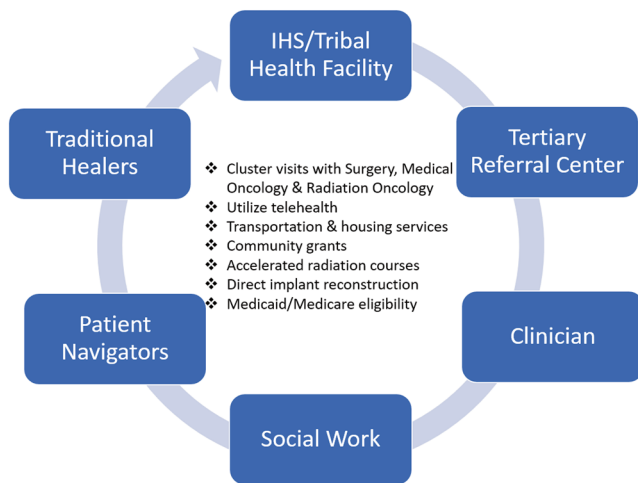 IHS/Tribal
Health Facility
Tertiary
Referral Center
Clinician
Social Work
Patient
Navigators
Traditional
Healers
❖ Cluster visits with Surgery, Medical
Oncology & Radiation Oncology
❖ Utilize telehealth
❖ Transportation & housing services
❖ Community grants
❖ Accelerated radiation courses
❖ Direct implant reconstruction
❖ Medicaid/Medicare eligibility